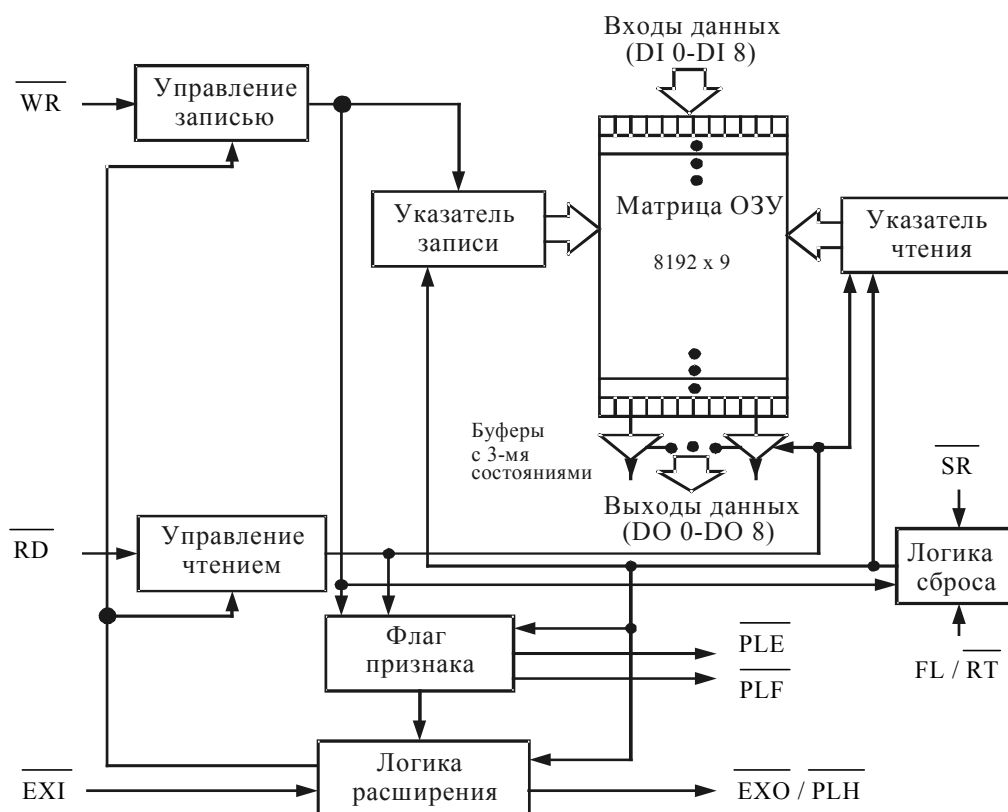 Входы данных
(DI 0-DI 8)
WR
Управление
записью
Указатель
записи
Матрица ОЗУ
8192 x 9
Указатель
чтения
Буферы
с 3-мя
состояниями
Выходы данных
(DO 0-DO 8)
SR
RD
Управление
чтением
Логика
сброса
Флаг
признака
PLE
PLF
FL / RT
EXI
Логика
расширения
EXO / PLH